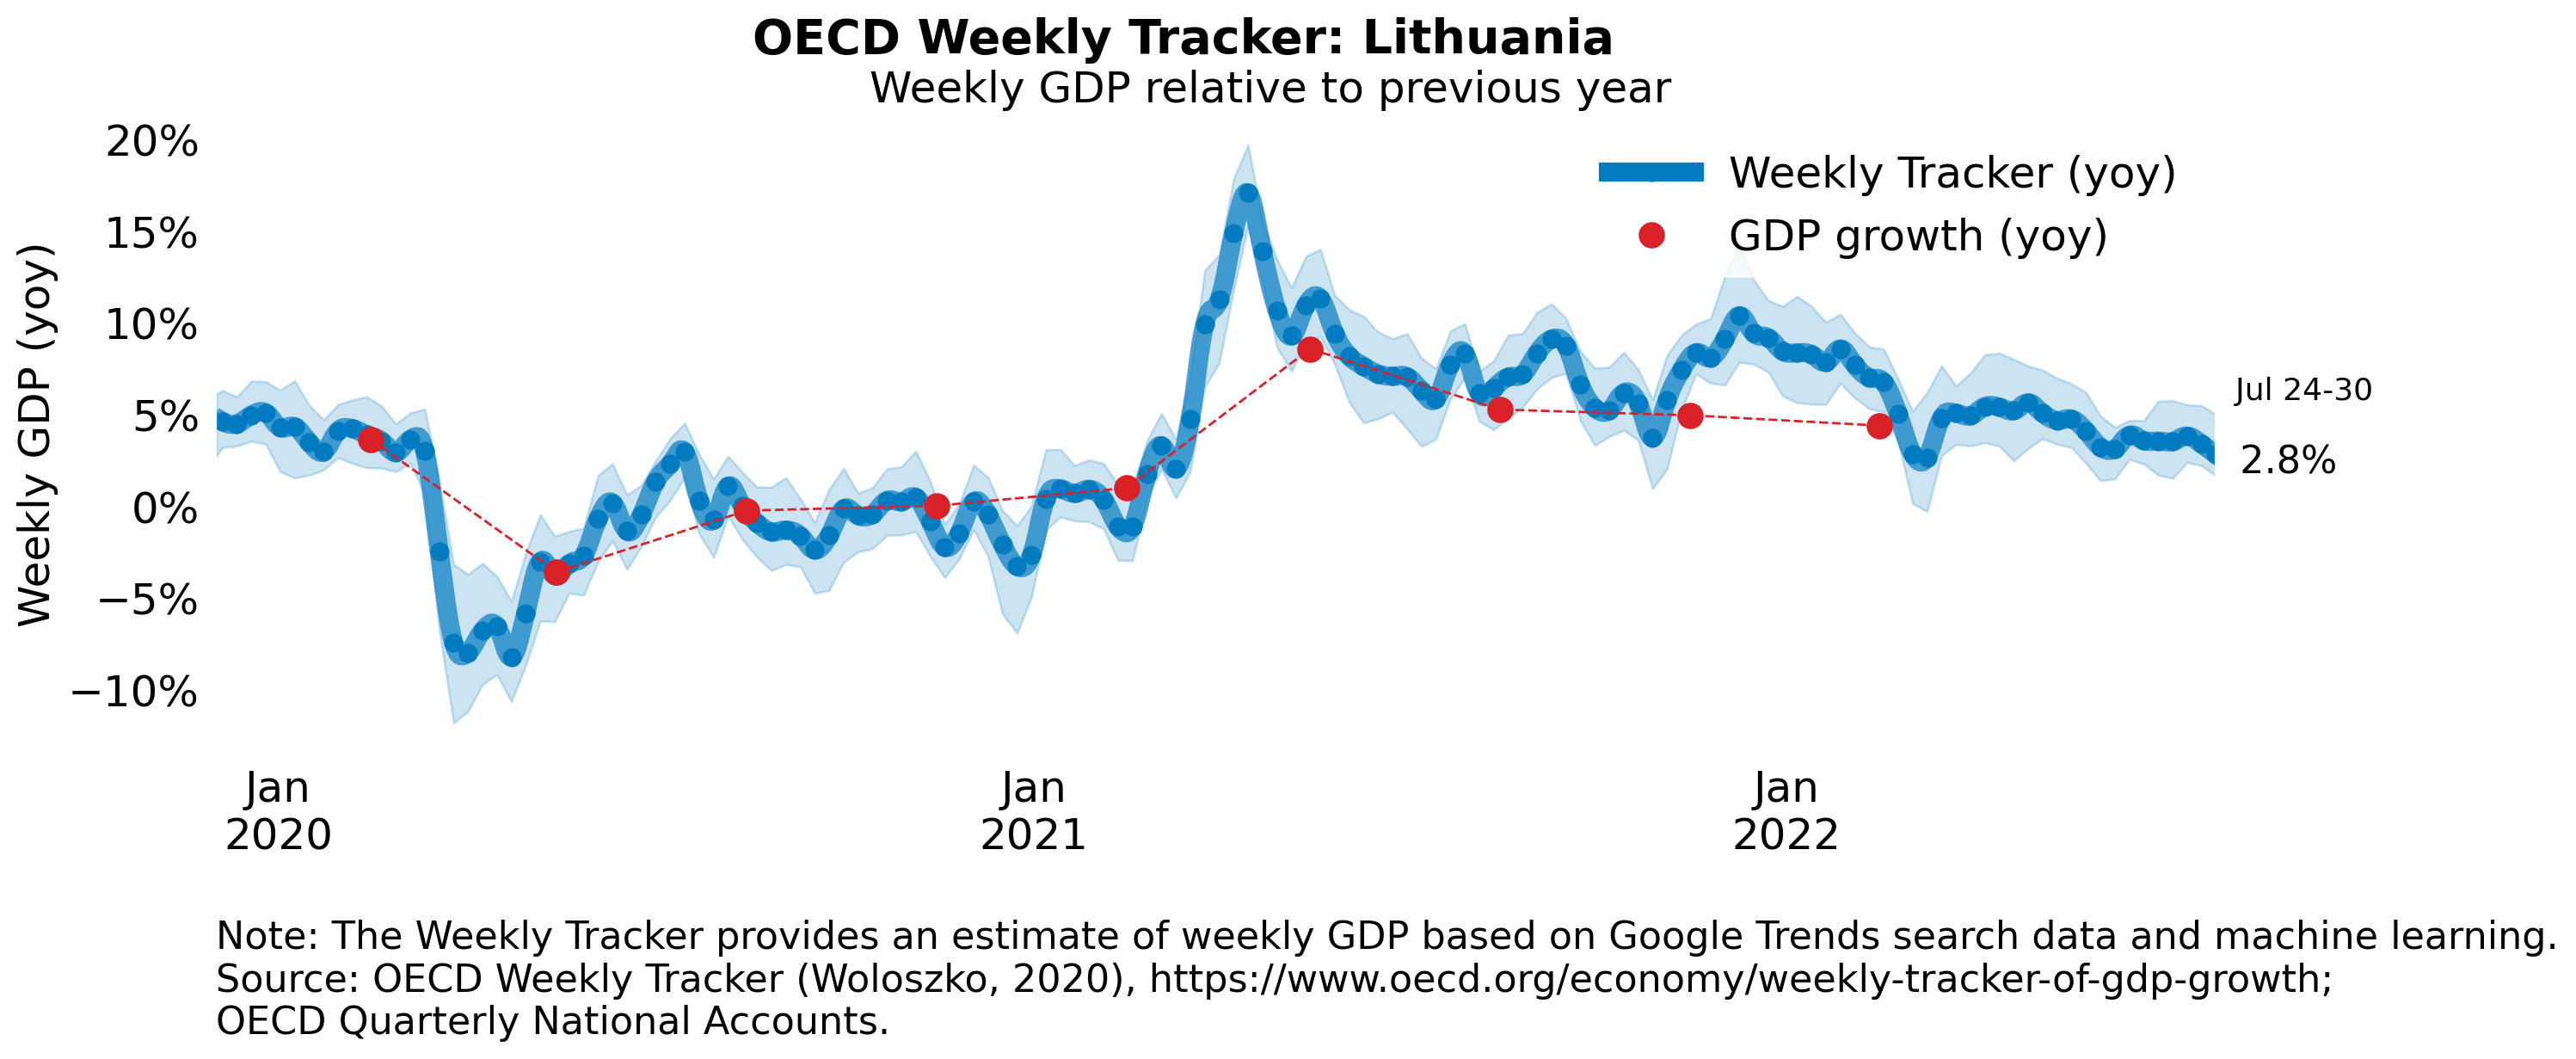 OECD Weekly Tracker: Lithuania
Weekly GDP relative to previous year
Weekly GDP (yoy)
20%
15%
10%
5%
0%
−5%
−10%
Weekly Tracker (yoy)
GDP growth (yoy)
Jul 24-30
2.8%
Jan
2020
Jan
2021
Jan
2022
Note: The Weekly Tracker provides an estimate of weekly GDP based on Google Trends search data and machine learning.
Source: OECD Weekly Tracker (Woloszko, 2020), https://www.oecd.org/economy/weekly-tracker-of-gdp-growth;
OECD Quarterly National Accounts.